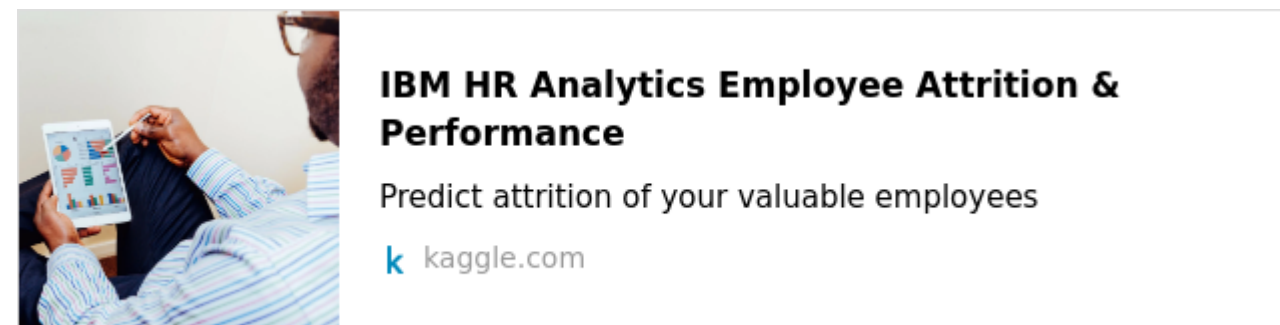 IBM HR Analytics Employee Attrition &
Performance
Predict attrition of your valuable employees
k kaggle.com